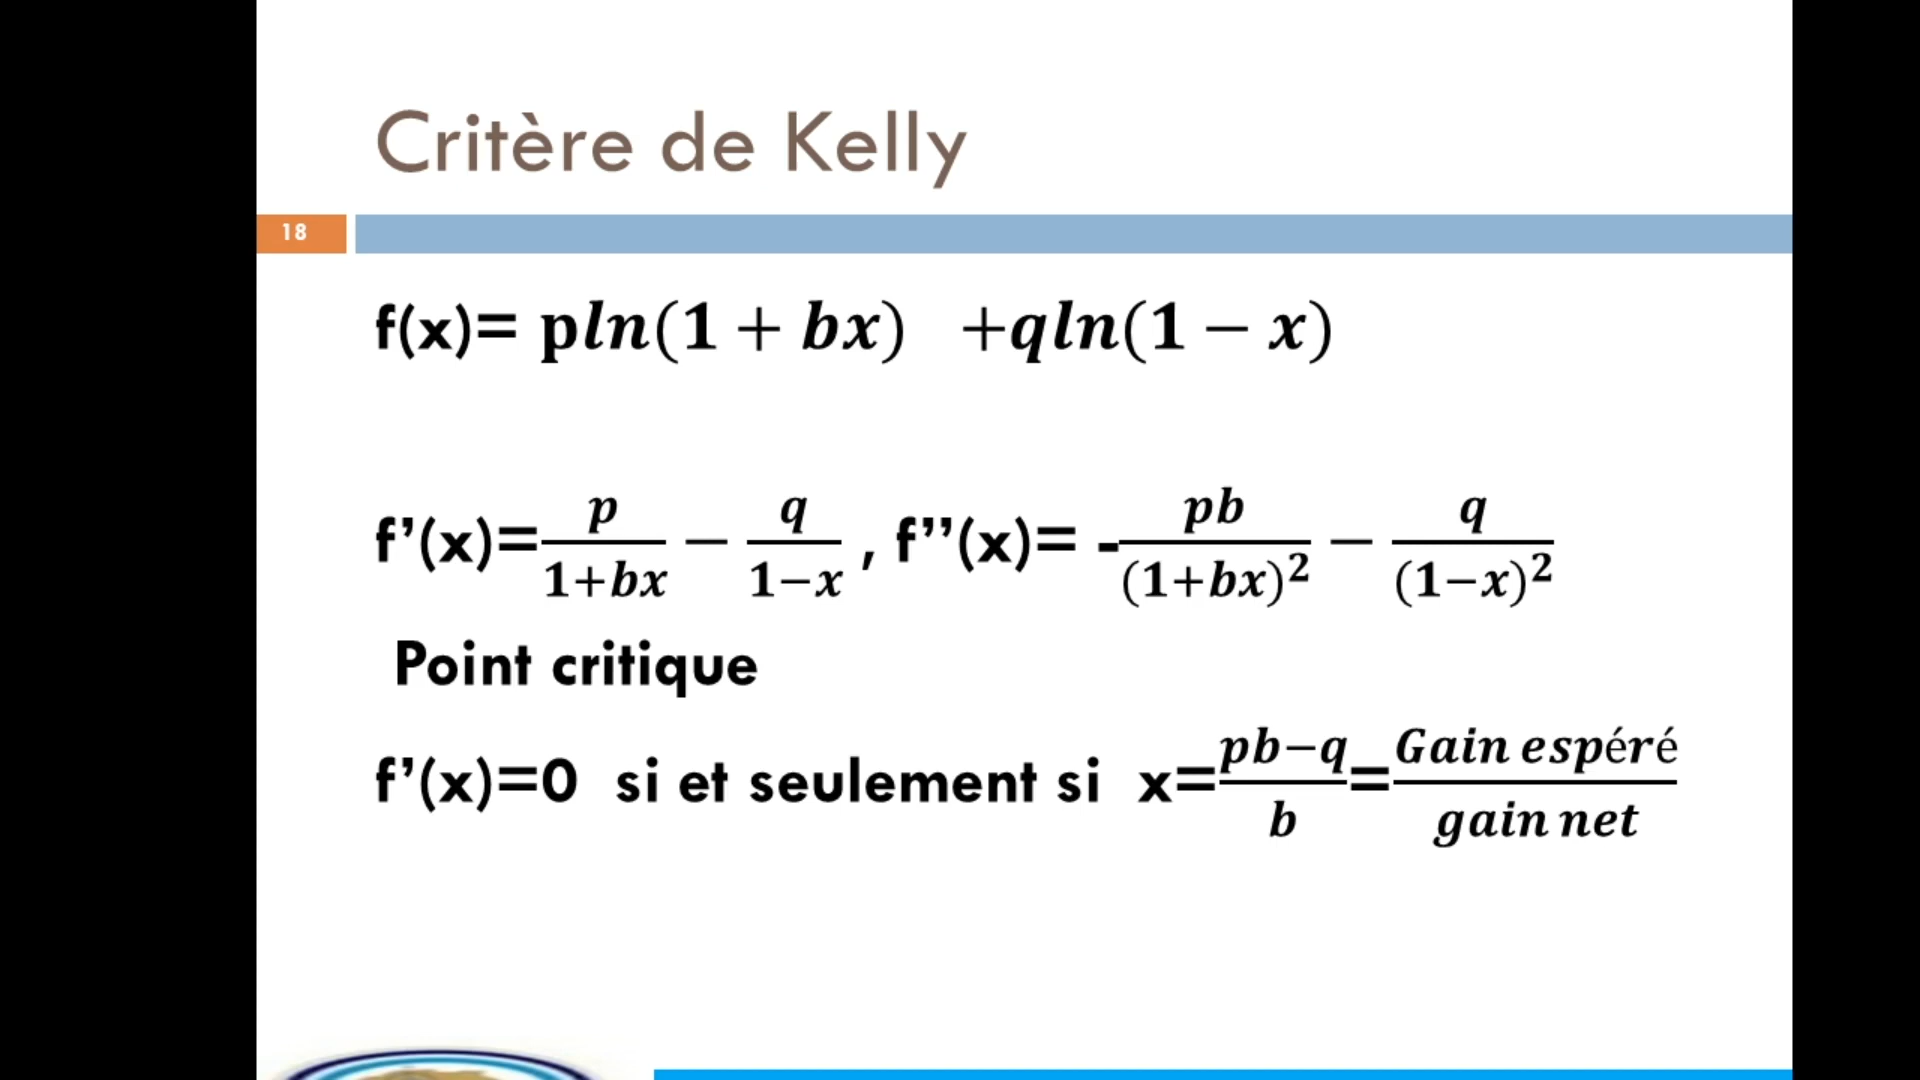 Critère de Kelly
18
f(x)= pln(1 + bx) +qln(1 − x)
f’(x)=p/(1+bx) − q/(1−x) , f’’(x)= -pb/(1+bx)² − q/(1−x)²
Point critique
f’(x)=0 si et seulement si x=(pb−q)/b=Gain espéré/gain net